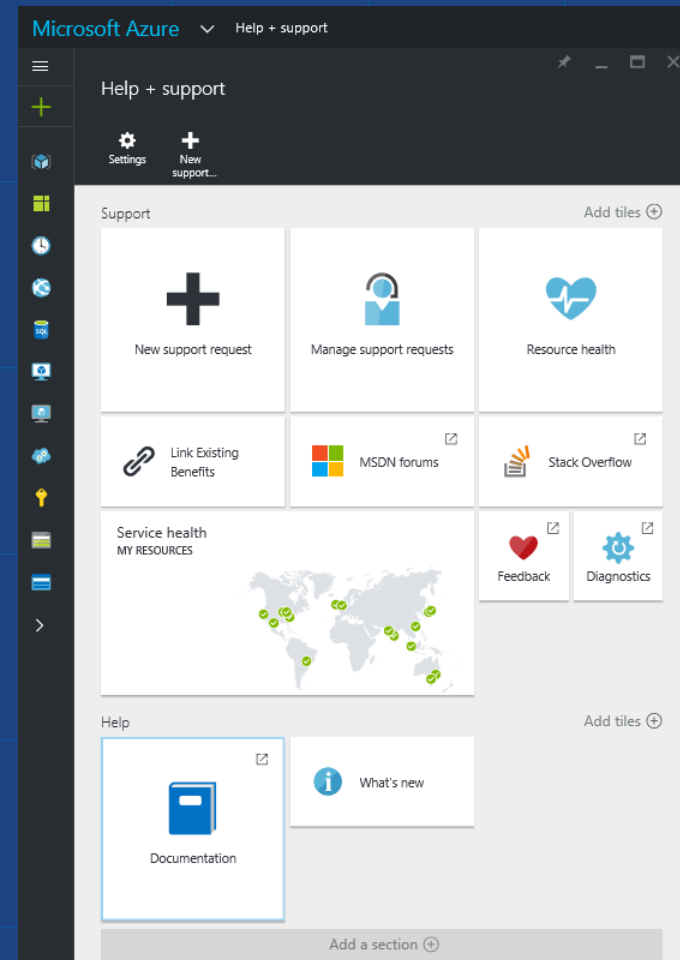 Microsoft Azure
Help + support
Help + support
Settings
New
support...
Support
Add tiles
New support request
Manage support requests
Resource health
SQL
Link Existing
Benefits
MSDN forums
Stack Overflow
Service health
MY RESOURCES
Feedback
Diagnostics
Help
Add tiles
Documentation
What's new
Add a section